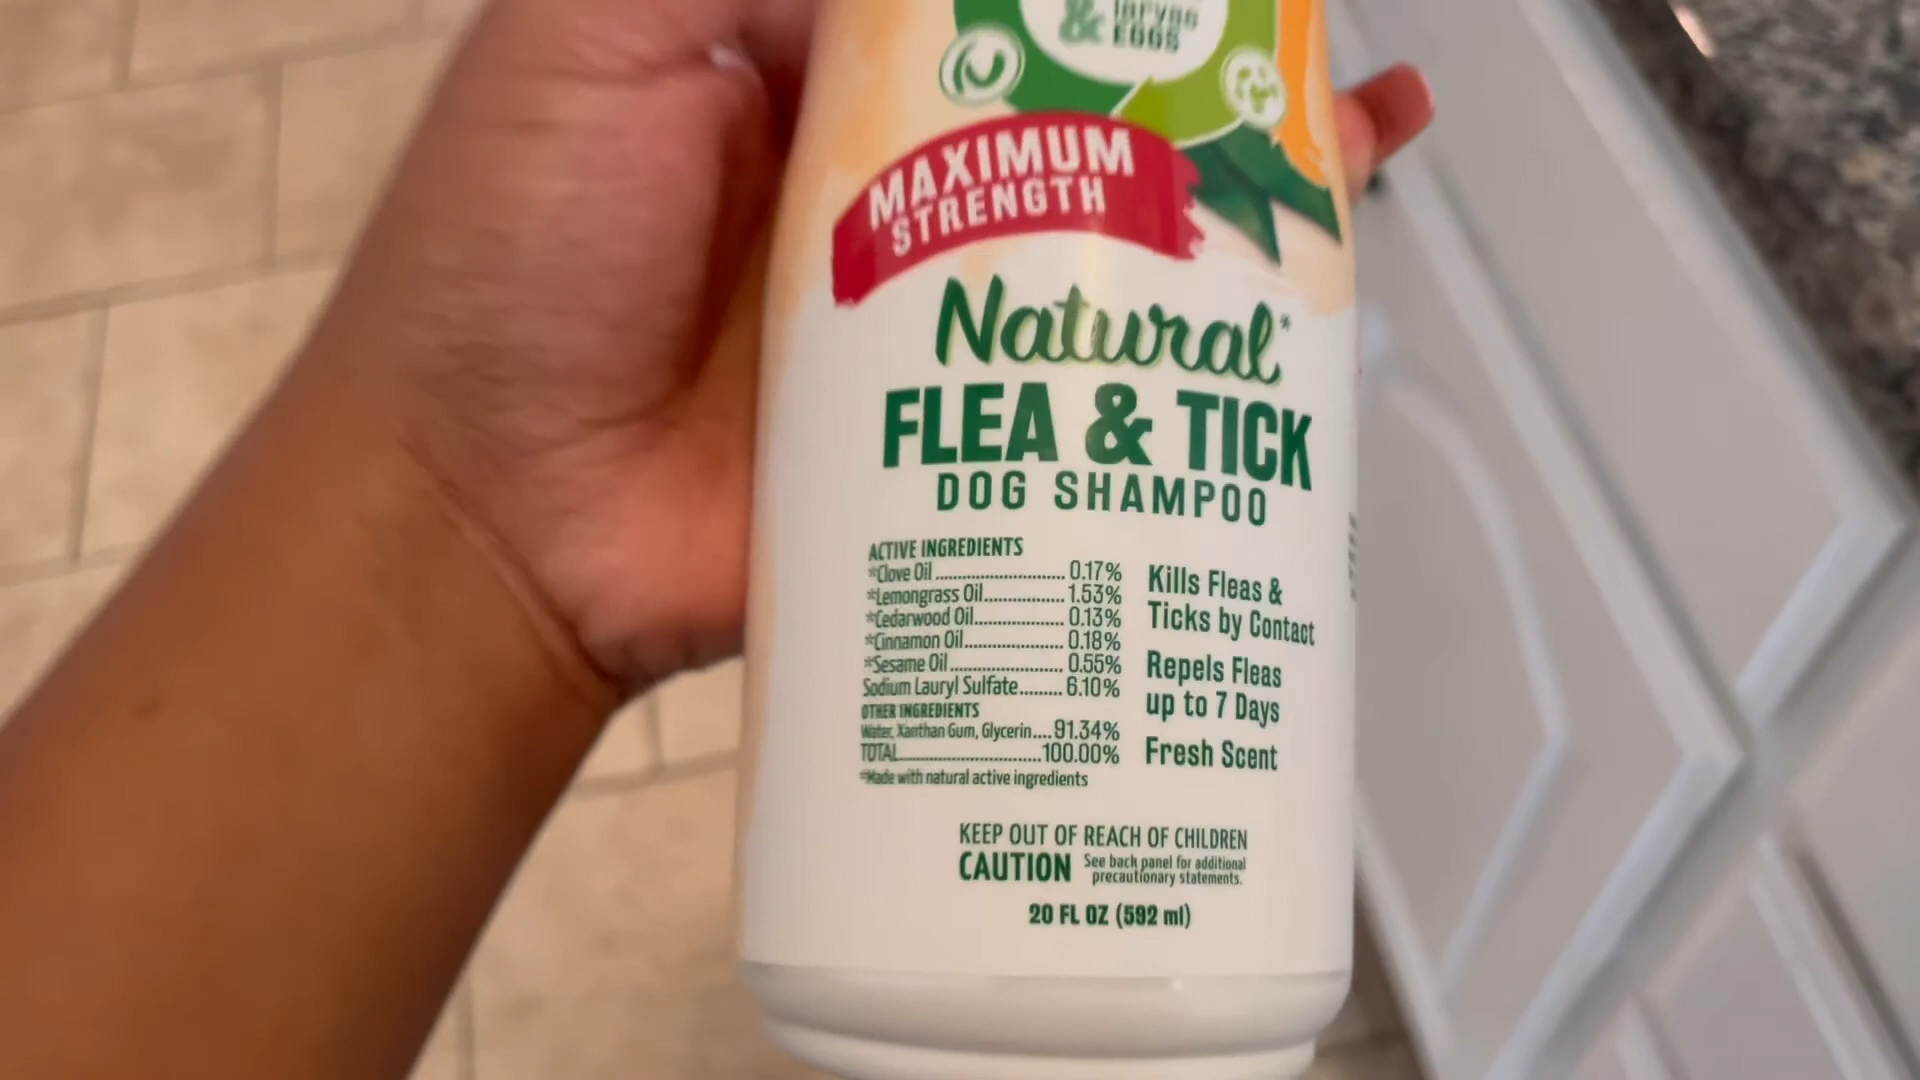 & larvae
EGGS
MAXIMUM
STRENGTH
Natural*
FLEA & TICK
DOG SHAMPOO
ACTIVE INGREDIENTS
*Clove Oil.......................... 0.17%
*Lemongrass Oil................ 1.53%
*Cedarwood Oil.................. 0.13%
*Cinnamon Oil.................... 0.18%
*Sesame Oil....................... 0.55%
Sodium Lauryl Sulfate......... 6.10%
OTHER INGREDIENTS
Water, Xanthan Gum, Glycerin....91.34%
TOTAL.............................100.00%
*Made with natural active ingredients
Kills Fleas &
Ticks by Contact
Repels Fleas
up to 7 Days
Fresh Scent
KEEP OUT OF REACH OF CHILDREN
CAUTION See back panel for additional
precautionary statements.
20 FL OZ (592 ml)